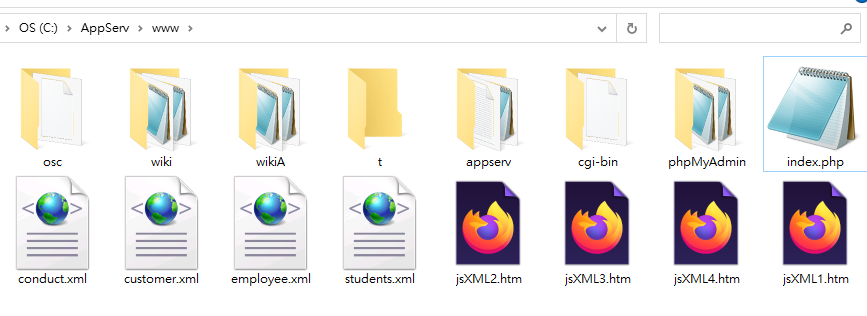 OS (C:) AppServ www
osc wiki wikiA t appserv cgi-bin phpMyAdmin index.php
conduct.xml customer.xml employee.xml students.xml jsXML2.htm jsXML3.htm jsXML4.htm jsXML1.htm